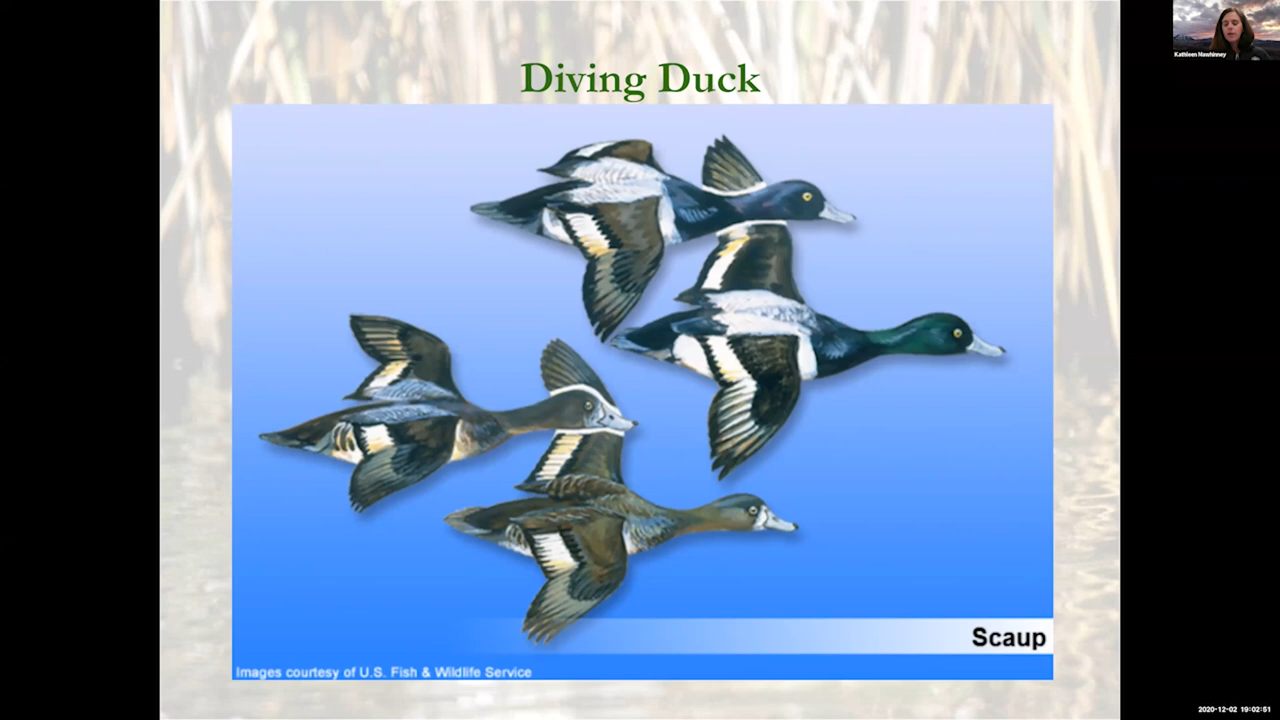 Diving Duck
Kathleen Mawhinney
Scaup
Images courtesy of U.S. Fish & Wildlife Service
2020-12-02 19:02:51